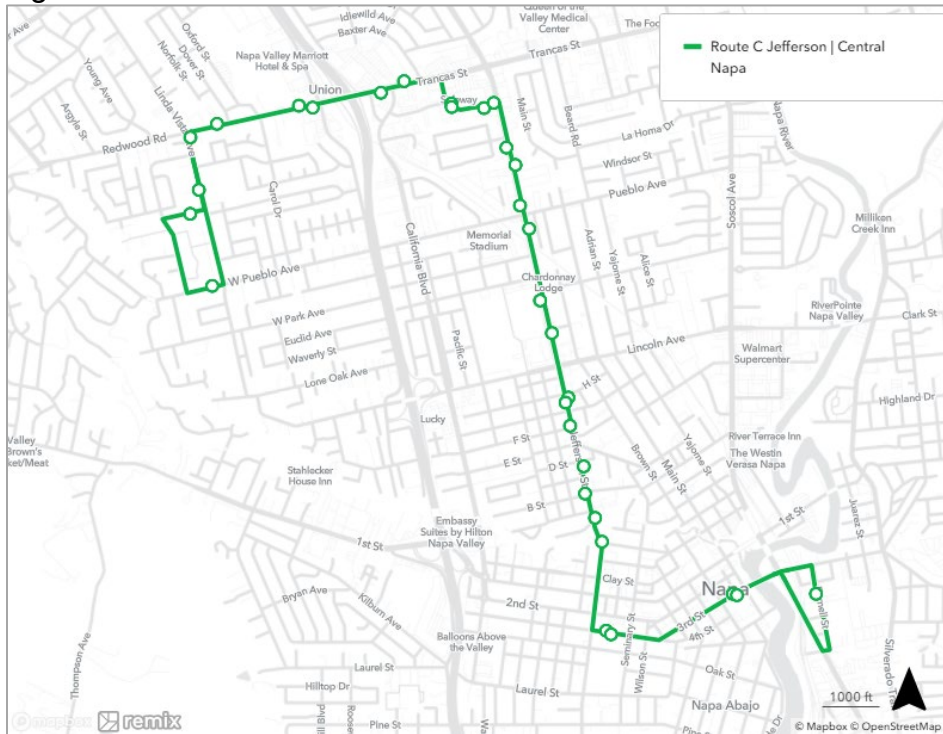 Idlewild Ave
Baxter Ave
Queen of the
Valley Medical
Center
The Foo
Route C Jefferson | Central
Napa
Oxford St
Dover St
Norfolk St
Napa Valley Marriott
Hotel & Spa
Trancas St
Trancas St
Young Ave
Union
Linda Vista Ave
Argyle St
Redwood Rd
Main St
Beard Rd
La Homa Dr
Napa River
Windsor St
Pueblo Ave
Soscol Ave
Carol Dr
California Blvd
Memorial
Stadium
Adrian St
Yajome St
Alice St
Milliken
Creek Inn
W Pueblo Ave
Chardonnay
Lodge
RiverPointe
Napa Valley
Clark St
W Park Ave
Euclid Ave
Waverly St
Pacific St
Lincoln Ave
Walmart
Supercenter
Lone Oak Ave
H St
Highland Dr
Lucky
Valley
Brown's
ket/Meat
F St
E St
D St
Jefferson St
Brown St
Main St
Yajome St
River Terrace Inn
The Westin
Verasa Napa
Stahlecker
House Inn
B St
Juarez St
1st St
Embassy
Suites by Hilton
Napa Valley
1st St
Clay St
Napa
Bryan Ave
Kilburn Ave
2nd St
3rd St
4th St
Seminary St
Wilson St
Balloons Above
the Valley
Thompson Ave
Laurel St
Oak St
Silverado Tra
Hilltop Dr
Laurel St
Napa Abajo
1000 ft
Pine St
mapbox remix
© Mapbox © OpenStreetMap